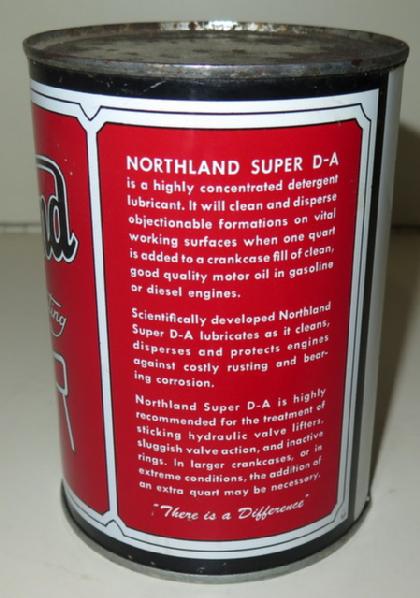 nd
ting
R
NORTHLAND SUPER D-A
is a highly concentrated detergent
lubricant. It will clean and disperse
objectionable formations on vital
working surfaces when one quart
is added to a crankcase fill of clean,
good quality motor oil in gasoline
or diesel engines.
Scientifically developed Northland
Super D-A lubricates as it cleans,
disperses and protects engines
against costly rusting and bear-
ing corrosion.
Northland Super D-A is highly
recommended for the treatment of
sticking hydraulic valve lifters,
sluggish valve action, and inactive
rings. In larger crankcases, or in
extreme conditions, the addition of
an extra quart may be necessary.
"There is a Difference"